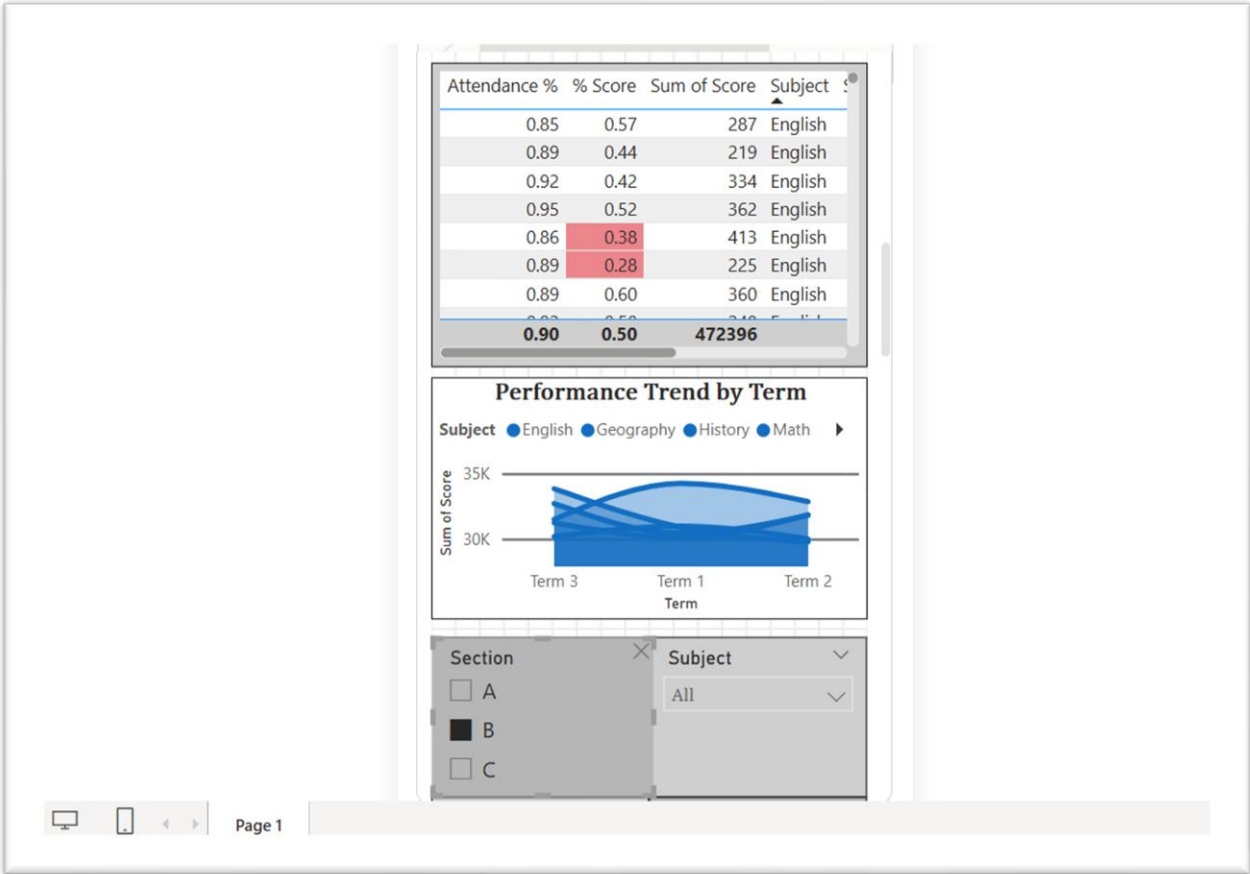 Attendance % % Score Sum of Score Subject
0.85 0.57 287 English
0.89 0.44 219 English
0.92 0.42 334 English
0.95 0.52 362 English
0.86 0.38 413 English
0.89 0.28 225 English
0.89 0.60 360 English
0.90 0.50 472396
Performance Trend by Term
Subject English Geography History Math
Sum of Score
35K
30K
Term 3 Term 1 Term 2
Term
Section
A
B
C
Subject
All
Page 1